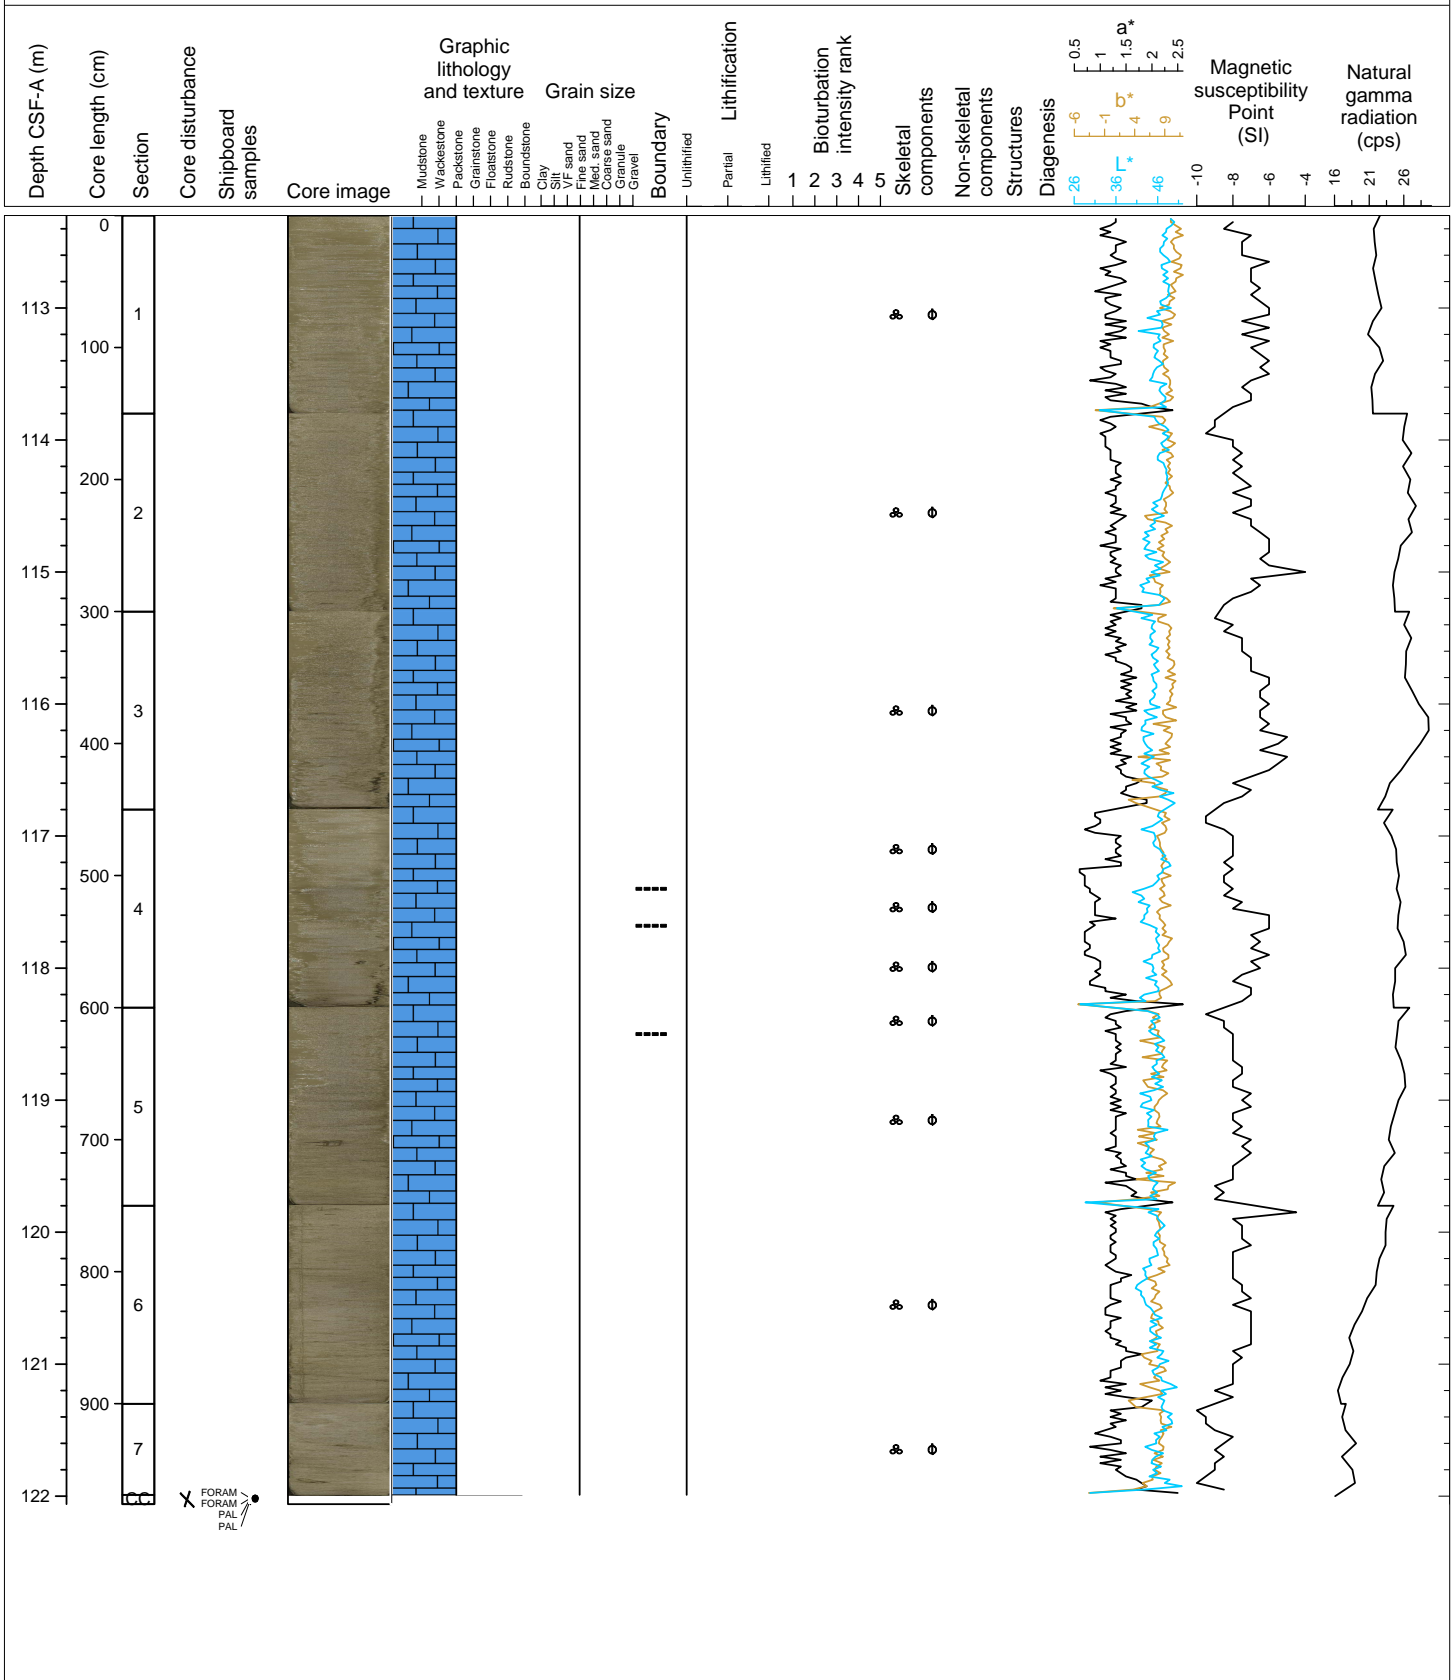 Depth CSF-A (m)
Core length (cm)
Section
Core disturbance
Shipboard
samples
Core image
Graphic
lithology
and texture
Mudstone
Wackestone
Packstone
Grainstone
Floatstone
Rudstone
Boundstone
Grain size
Clay
Silt
VF sand
Fine sand
Med. sand
Coarse sand
Granule
Gravel
Boundary
Lithification
Unlithified
Partial
Lithified
Bioturbation
intensity rank
1 2 3 4 5
Skeletal
components
Non-skeletal
components
Structures
Diagenesis
a*
0.5 1 1.5 2 2.5
b*
-6 -1 4 9
L*
26 36 46
Magnetic
susceptibility
Point
(SI)
-10 -8 -6 -4
Natural
gamma
radiation
(cps)
16 21 26
0
113
1
100
114
200
2
115
300
3
116
400
117
500
4
118
600
119
5
700
120
800
6
121
900
7
122
CC
X
FORAM
FORAM
PAL
PAL